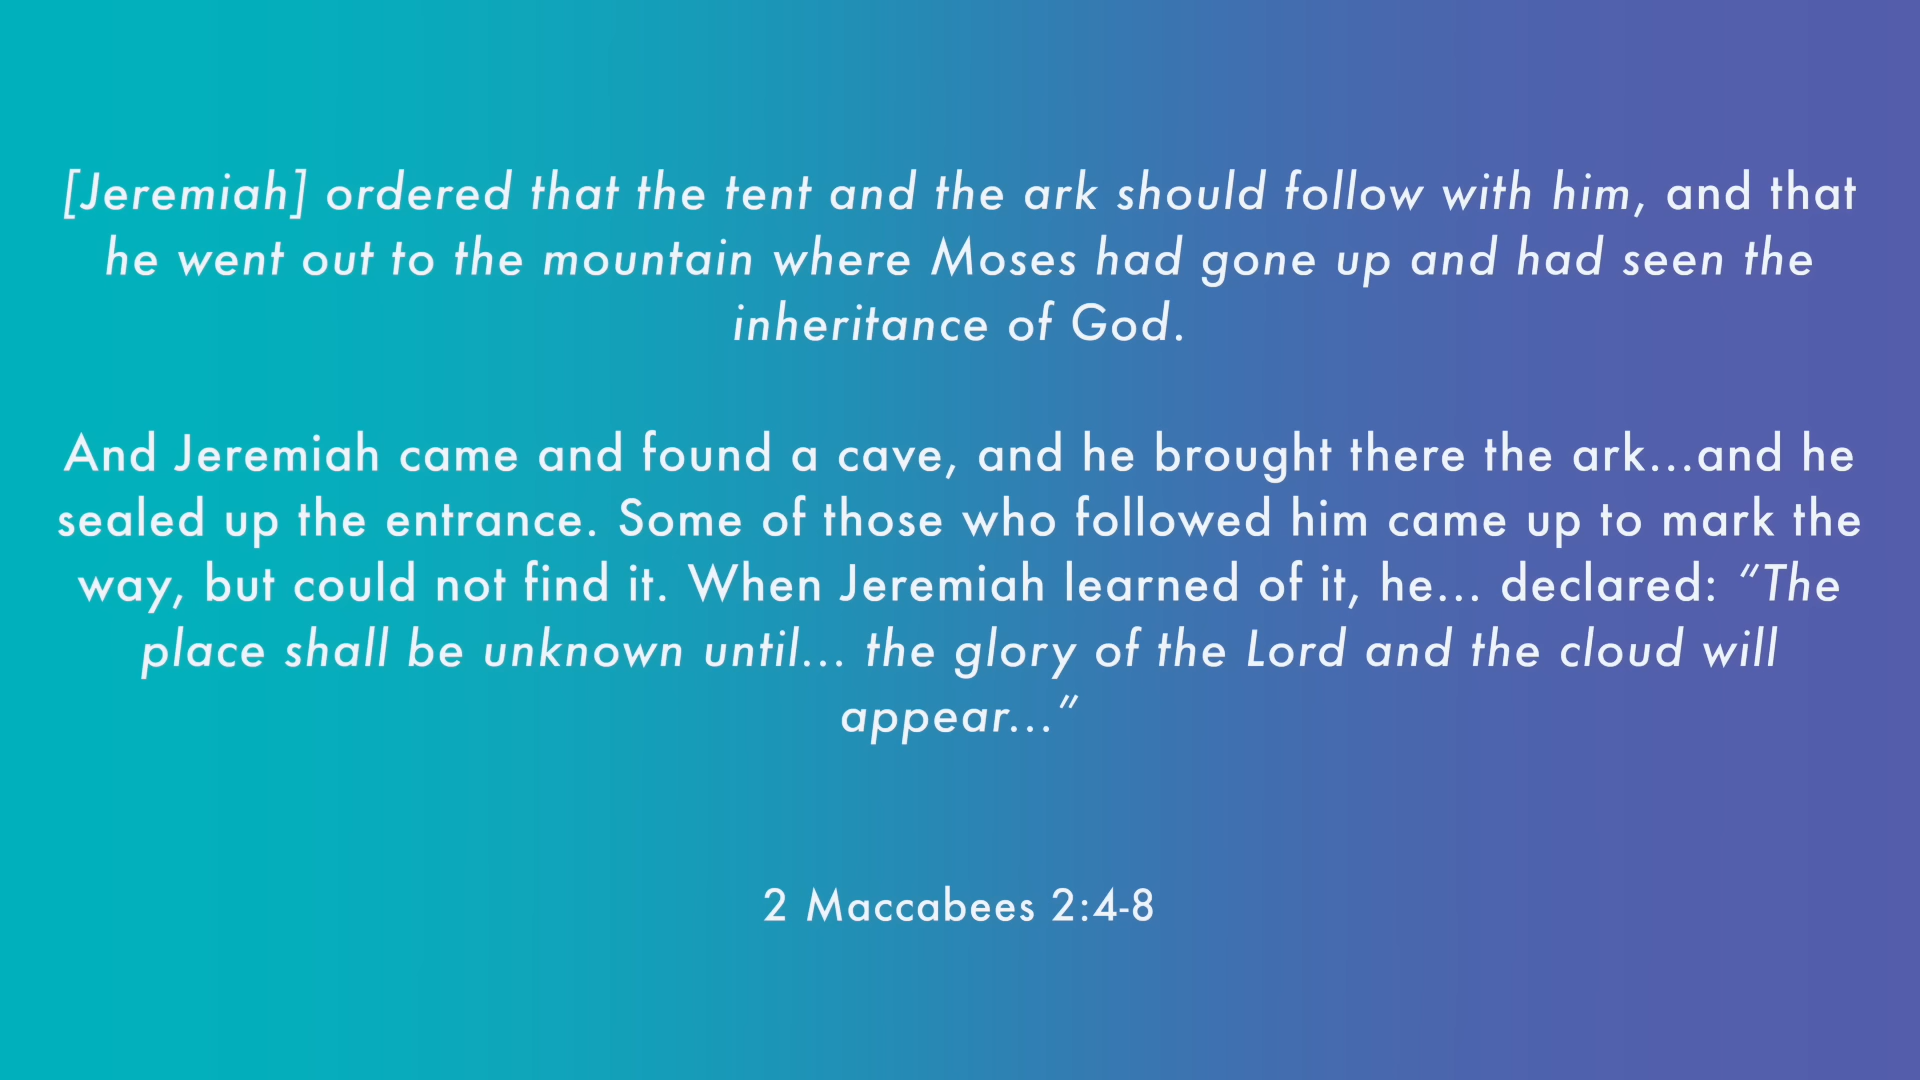 [Jeremiah] ordered that the tent and the ark should follow with him, and that
he went out to the mountain where Moses had gone up and had seen the
inheritance of God.
And Jeremiah came and found a cave, and he brought there the ark...and he
sealed up the entrance. Some of those who followed him came up to mark the
way, but could not find it. When Jeremiah learned of it, he... declared: “The
place shall be unknown until... the glory of the Lord and the cloud will
appear...”
2 Maccabees 2:4-8